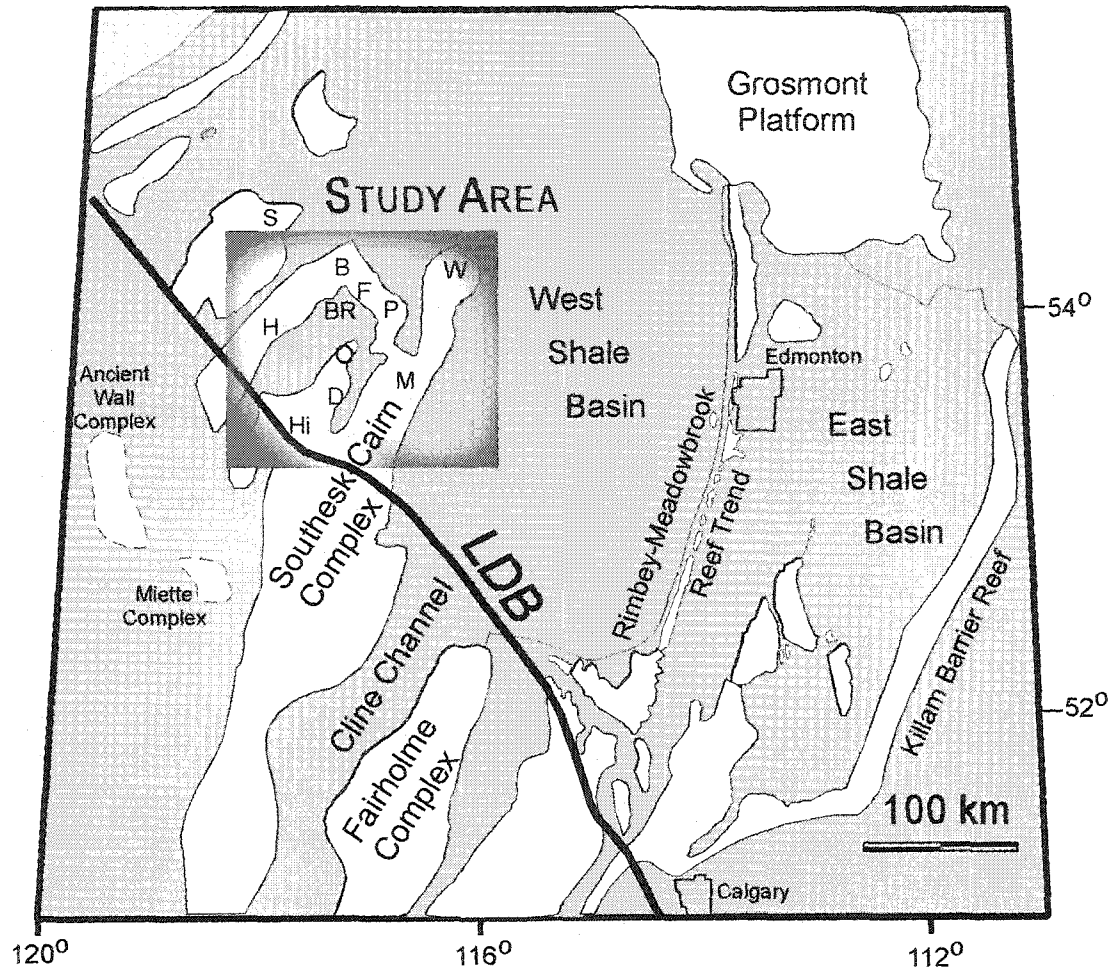 Grosmont
Platform
STUDY AREA
S
B
W
F
BR
P
H
West
Shale
Basin
54°
O
Edmonton
Ancient
Wall
Complex
M
D
Hi
East
Shale
Basin
Southesk Cairn
Complex
Rimbey-Meadowbrook
Reef Trend
LDB
Miette
Complex
Cline Channel
Killam Barrier Reef
52°
Fairholme
Complex
100 km
Calgary
120°
116°
112°